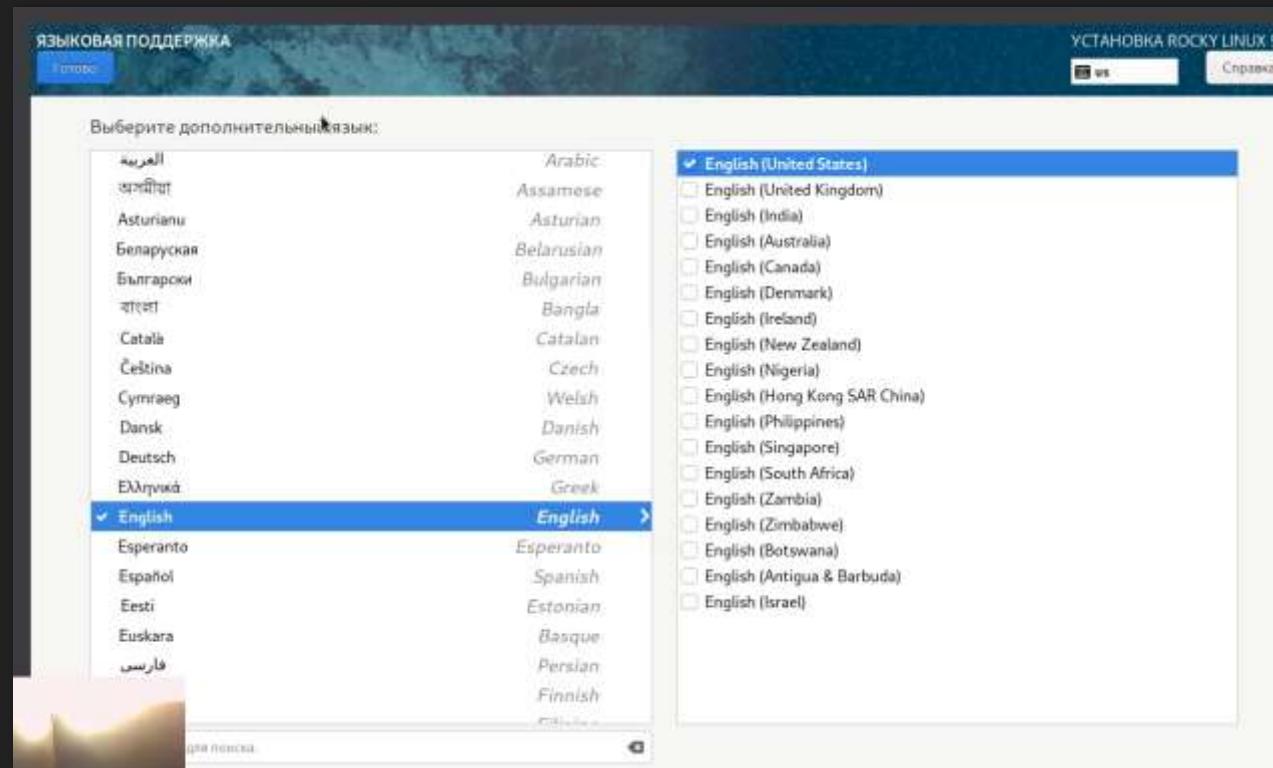 ЯЗЫКОВАЯ ПОДДЕРЖКА
УСТАНОВКА ROCKY LINUX
Готово
us
Справка
Выберите дополнительный язык:
العربية Arabic
অসমীয়া Assamese
Asturianu Asturian
Беларуская Belarusian
Български Bulgarian
বাংলা Bangla
Català Catalan
Čeština Czech
Cymraeg Welsh
Dansk Danish
Deutsch German
Ελληνικά Greek
English English
Esperanto Esperanto
Español Spanish
Eesti Estonian
Euskara Basque
فارسی Persian
Finnish
English (United States)
English (United Kingdom)
English (India)
English (Australia)
English (Canada)
English (Denmark)
English (Ireland)
English (New Zealand)
English (Nigeria)
English (Hong Kong SAR China)
English (Philippines)
English (Singapore)
English (South Africa)
English (Zambia)
English (Zimbabwe)
English (Botswana)
English (Antigua & Barbuda)
English (Israel)
для поиска.